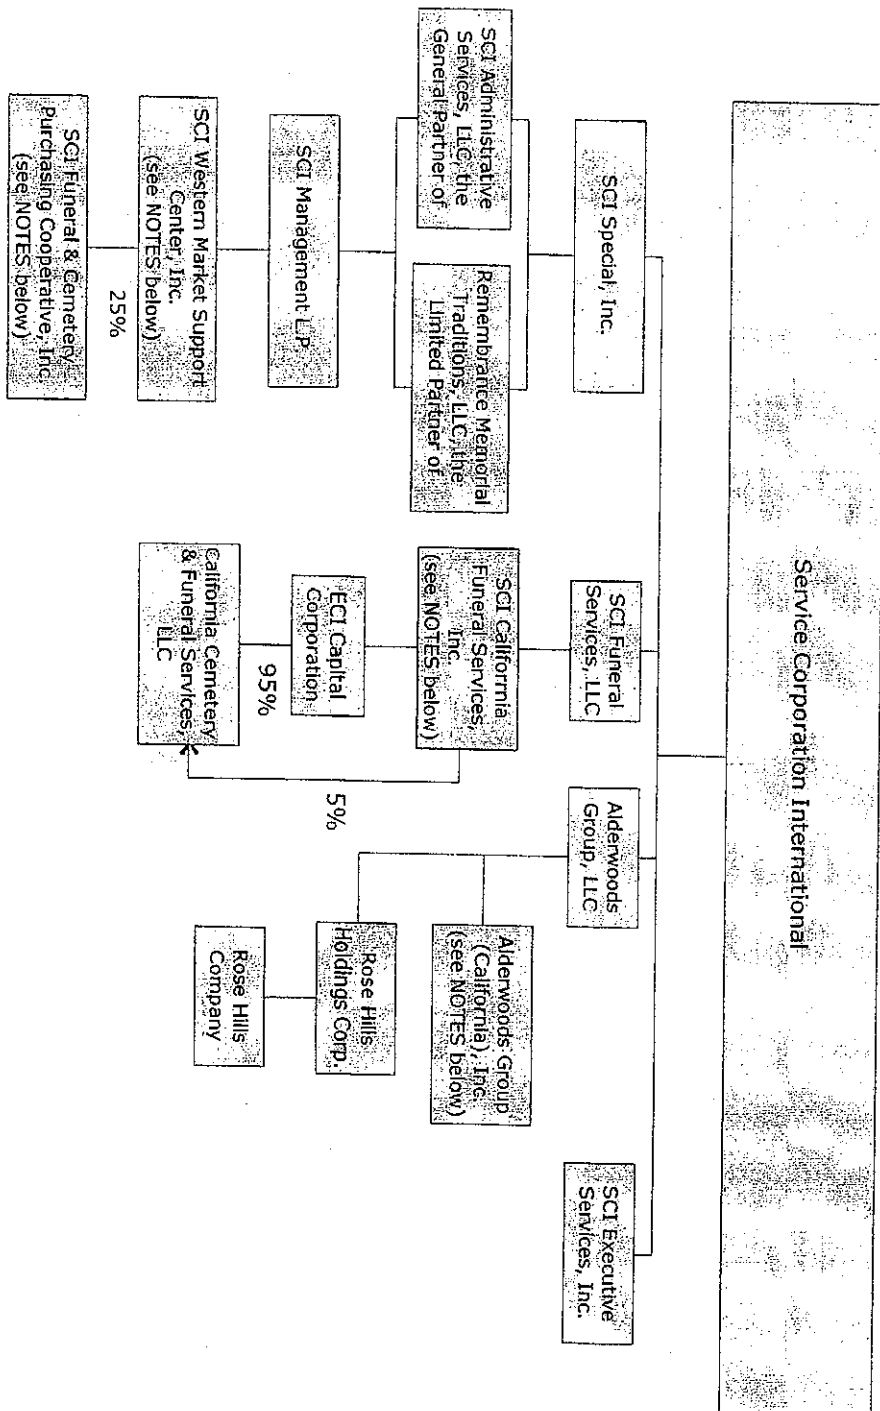 Service Corporation International
SCI Special, Inc.
SCI Administrative
Services, LLC, the
General Partner of
Remembrance Memorial
Traditions, LLC, the
Limited Partner of
SCI Management L.P
SCI Western Market Support
Center, Inc.
(see NOTES below)
25%
SCI Funeral & Cemetery
Purchasing Cooperative, Inc.
(see NOTES below)
SCI Funeral
Services, LLC
SCI California
Funeral Services,
Inc.
(see NOTES below)
ECI Capital
Corporation
95%
5%
California Cemetery
& Funeral Services,
LLC
Alderwoods
Group, LLC
Alderwoods Group
(California), Inc.
(see NOTES below)
Rose Hills
Holdings Corp.
Rose Hills
Company
SCI Executive
Services, Inc.